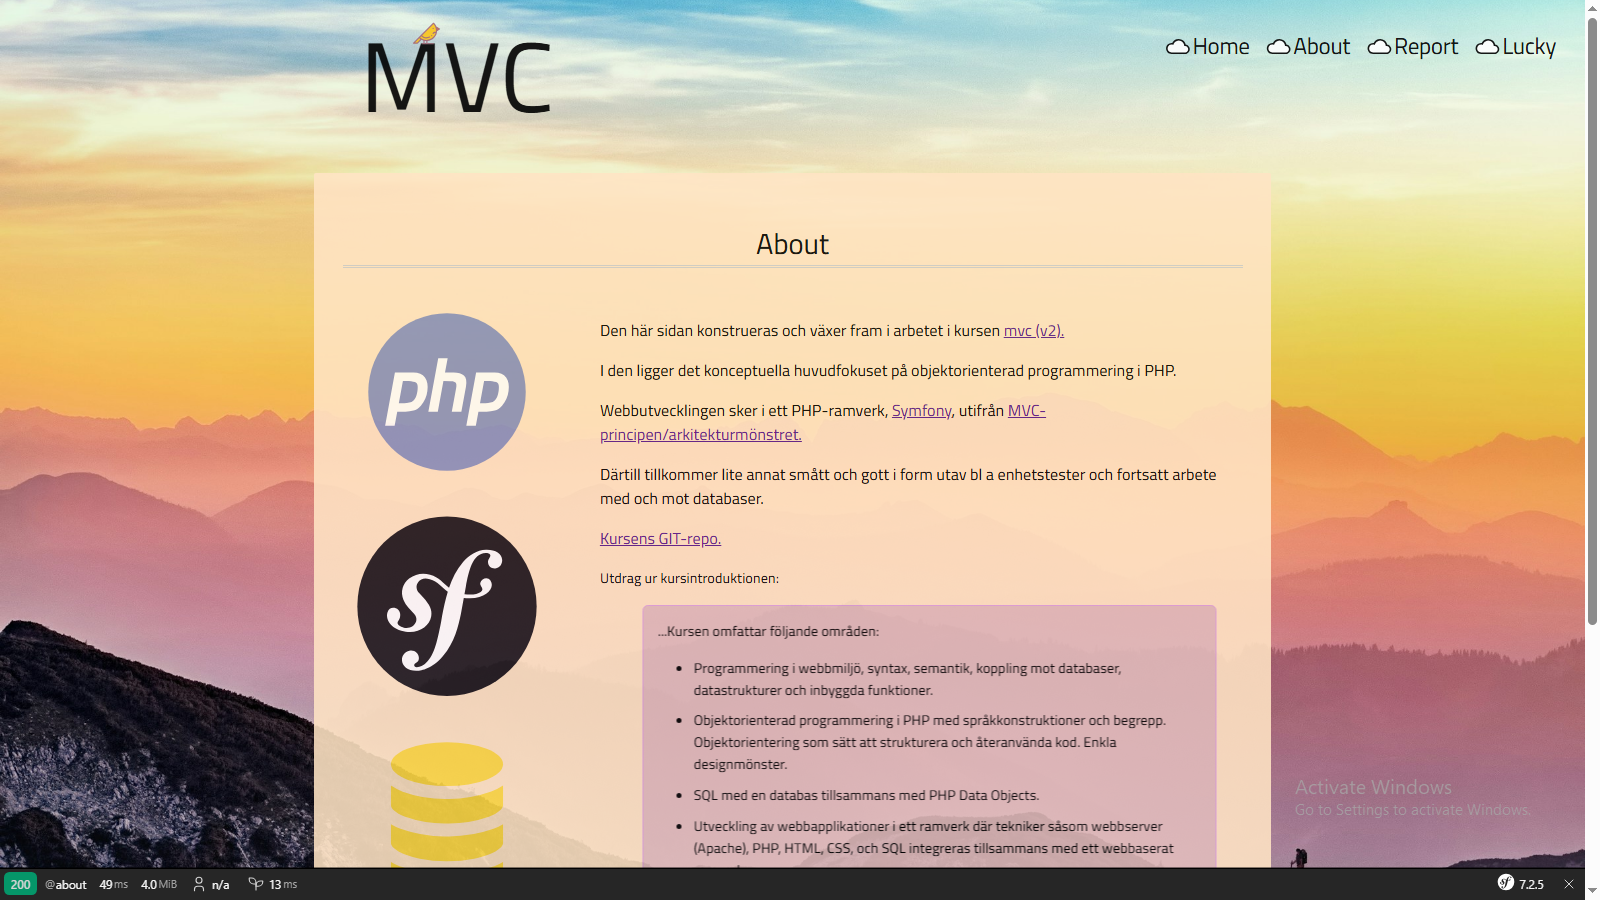 MVC
Home About Report Lucky
About
php
Den här sidan konstrueras och växer fram i arbetet i kursen mvc (v2).
I den ligger det konceptuella huvudfokuset på objektorienterad programmering i PHP.
Webbutvecklingen sker i ett PHP-ramverk, Symfony, utifrån MVC-
principen/arkitekturmönstret.
Därtill tillkommer lite annat smått och gott i form utav bl a enhetstester och fortsatt arbete
med och mot databaser.
Kursens GIT-repo.
Utdrag ur kursintroduktionen:
sf
...Kursen omfattar följande områden:
Programmering i webbmiljö, syntax, semantik, koppling mot databaser,
datastrukturer och inbyggda funktioner.
Objektorienterad programmering i PHP med språkkonstruktioner och begrepp.
Objektorientering som sätt att strukturera och återanvända kod. Enkla
designmönster.
SQL med en databas tillsammans med PHP Data Objects.
Utveckling av webbapplikationer i ett ramverk där tekniker såsom webbserver
(Apache), PHP, HTML, CSS, och SQL integreras tillsammans med ett webbaserat
Activate Windows
Go to Settings to activate Windows.
200 @about 49 ms 4.0 MiB n/a 13 ms sf 7.2.5